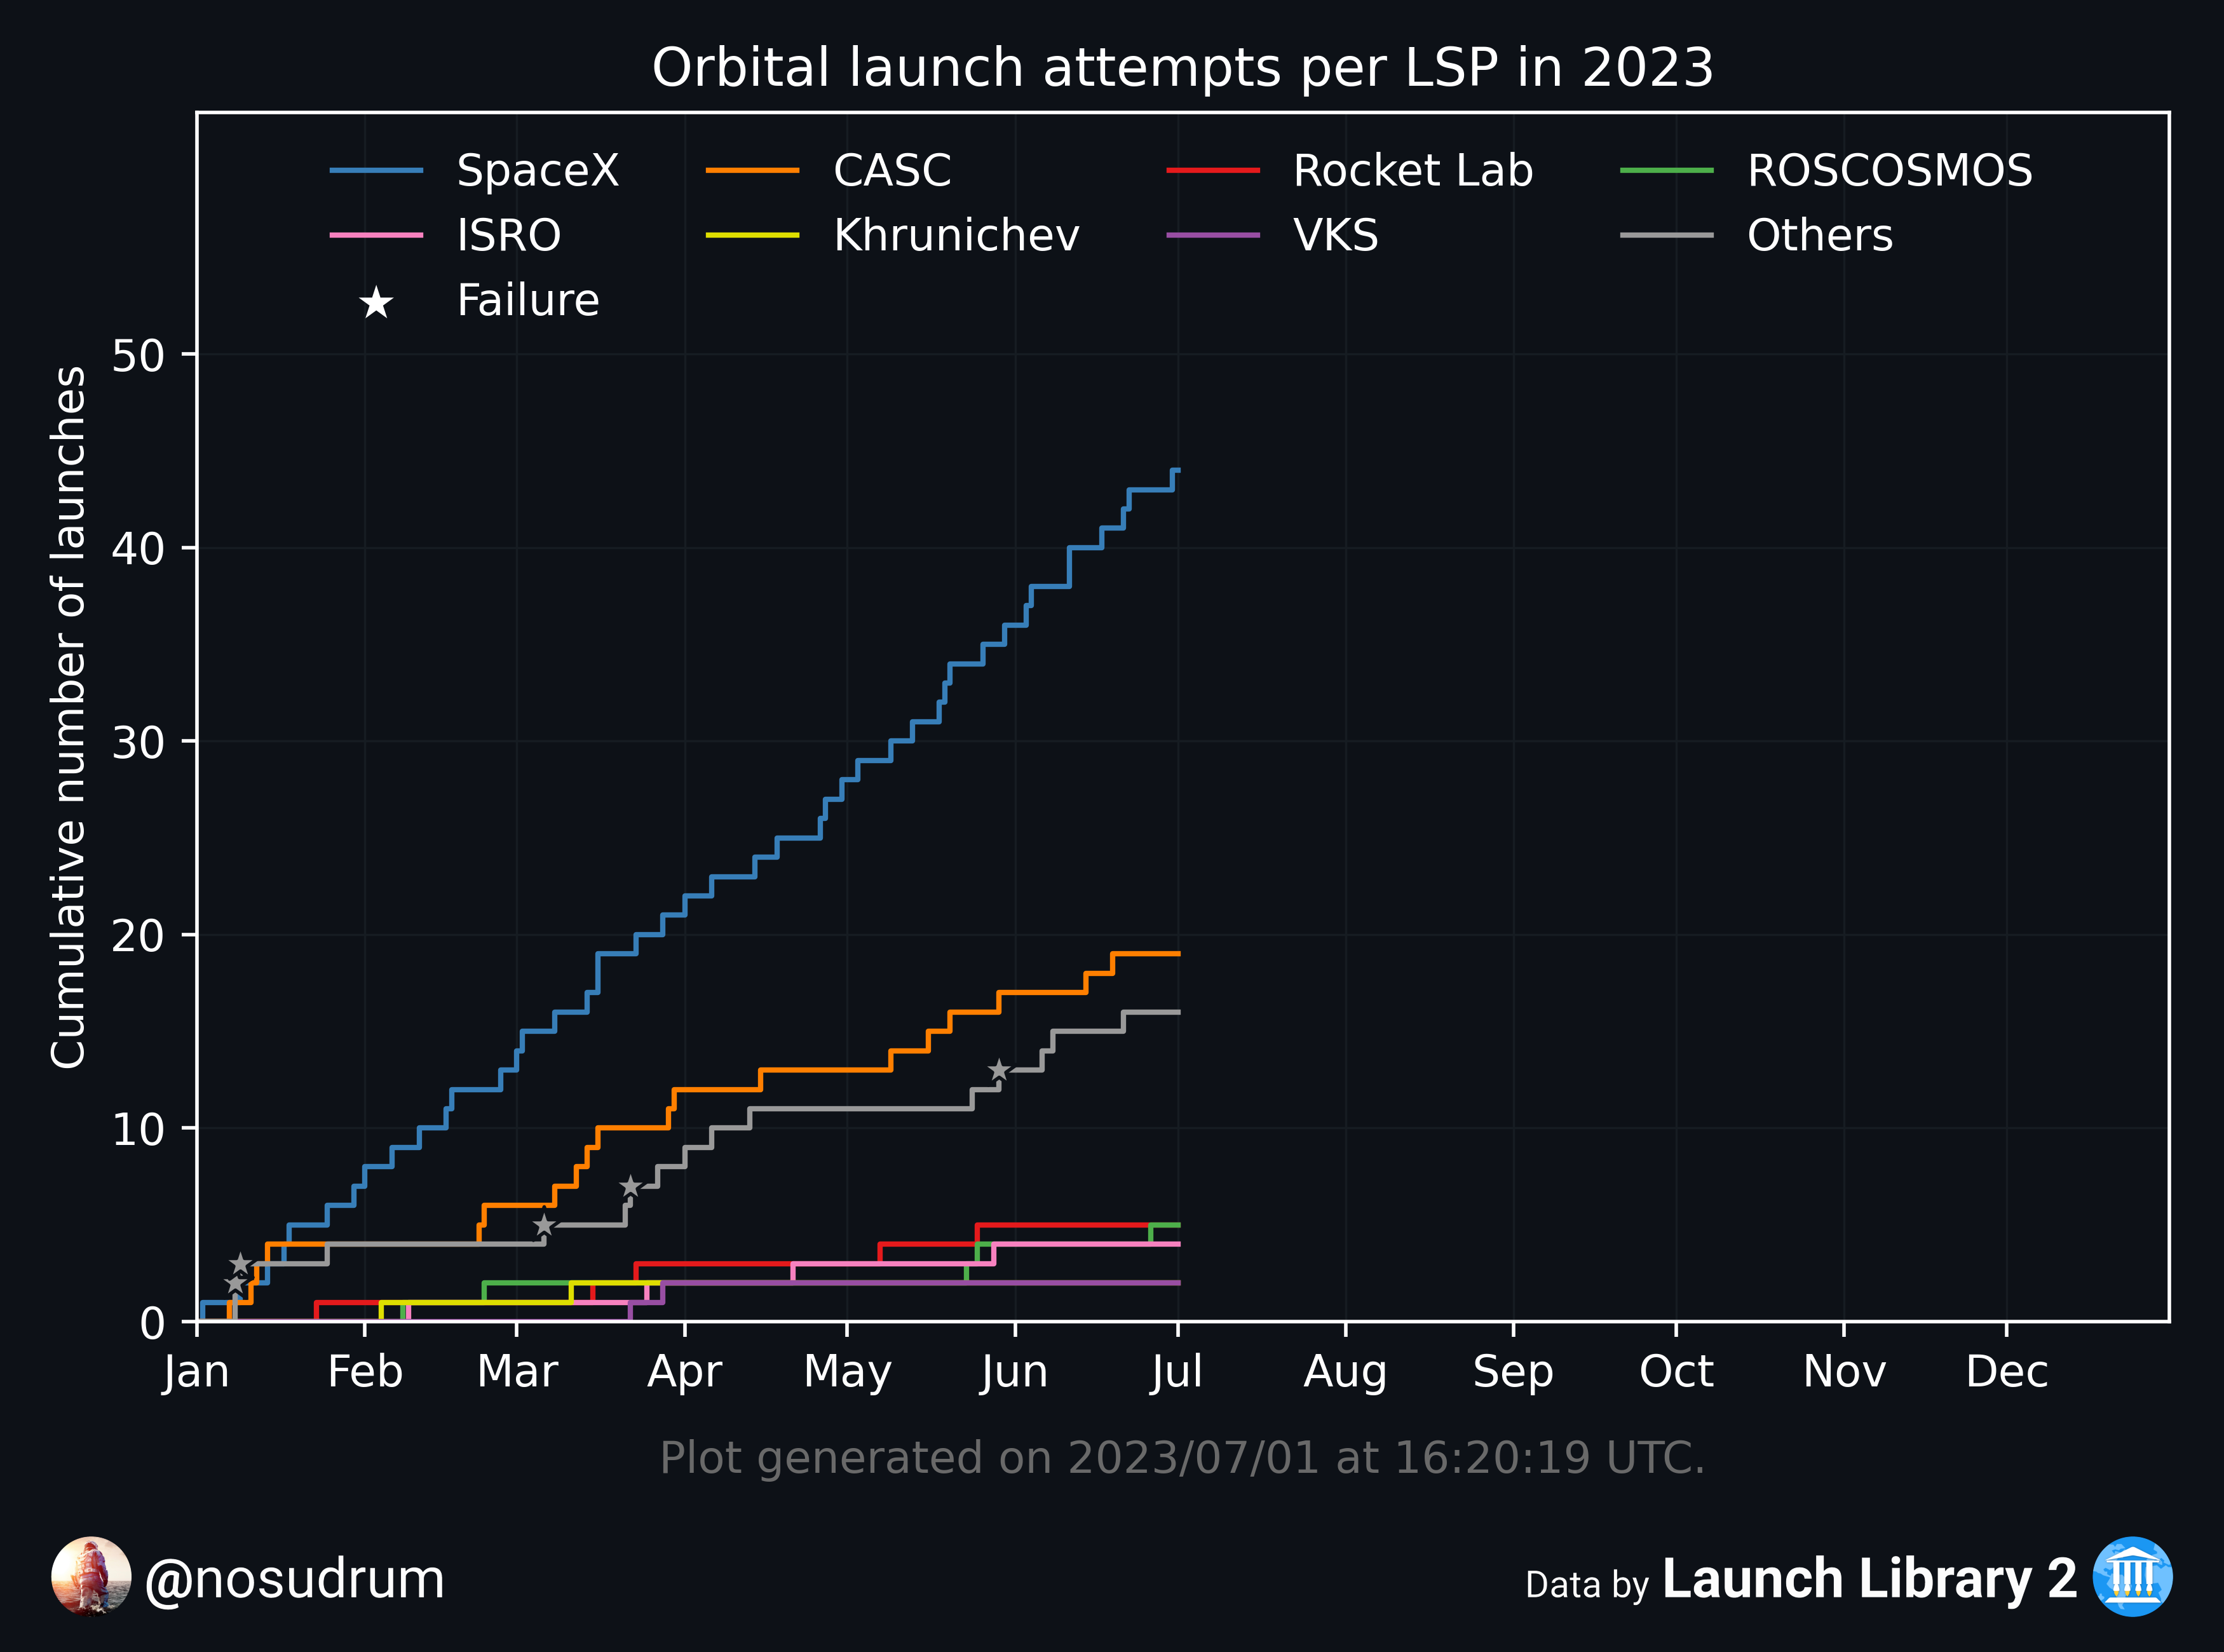 Orbital launch attempts per LSP in 2023
SpaceX CASC Rocket Lab ROSCOSMOS
ISRO Khrunichev VKS Others
Failure
Cumulative number of launches
50
40
30
20
10
0
Jan Feb Mar Apr May Jun Jul Aug Sep Oct Nov Dec
Plot generated on 2023/07/01 at 16:20:19 UTC.
@nosudrum
Data by Launch Library 2